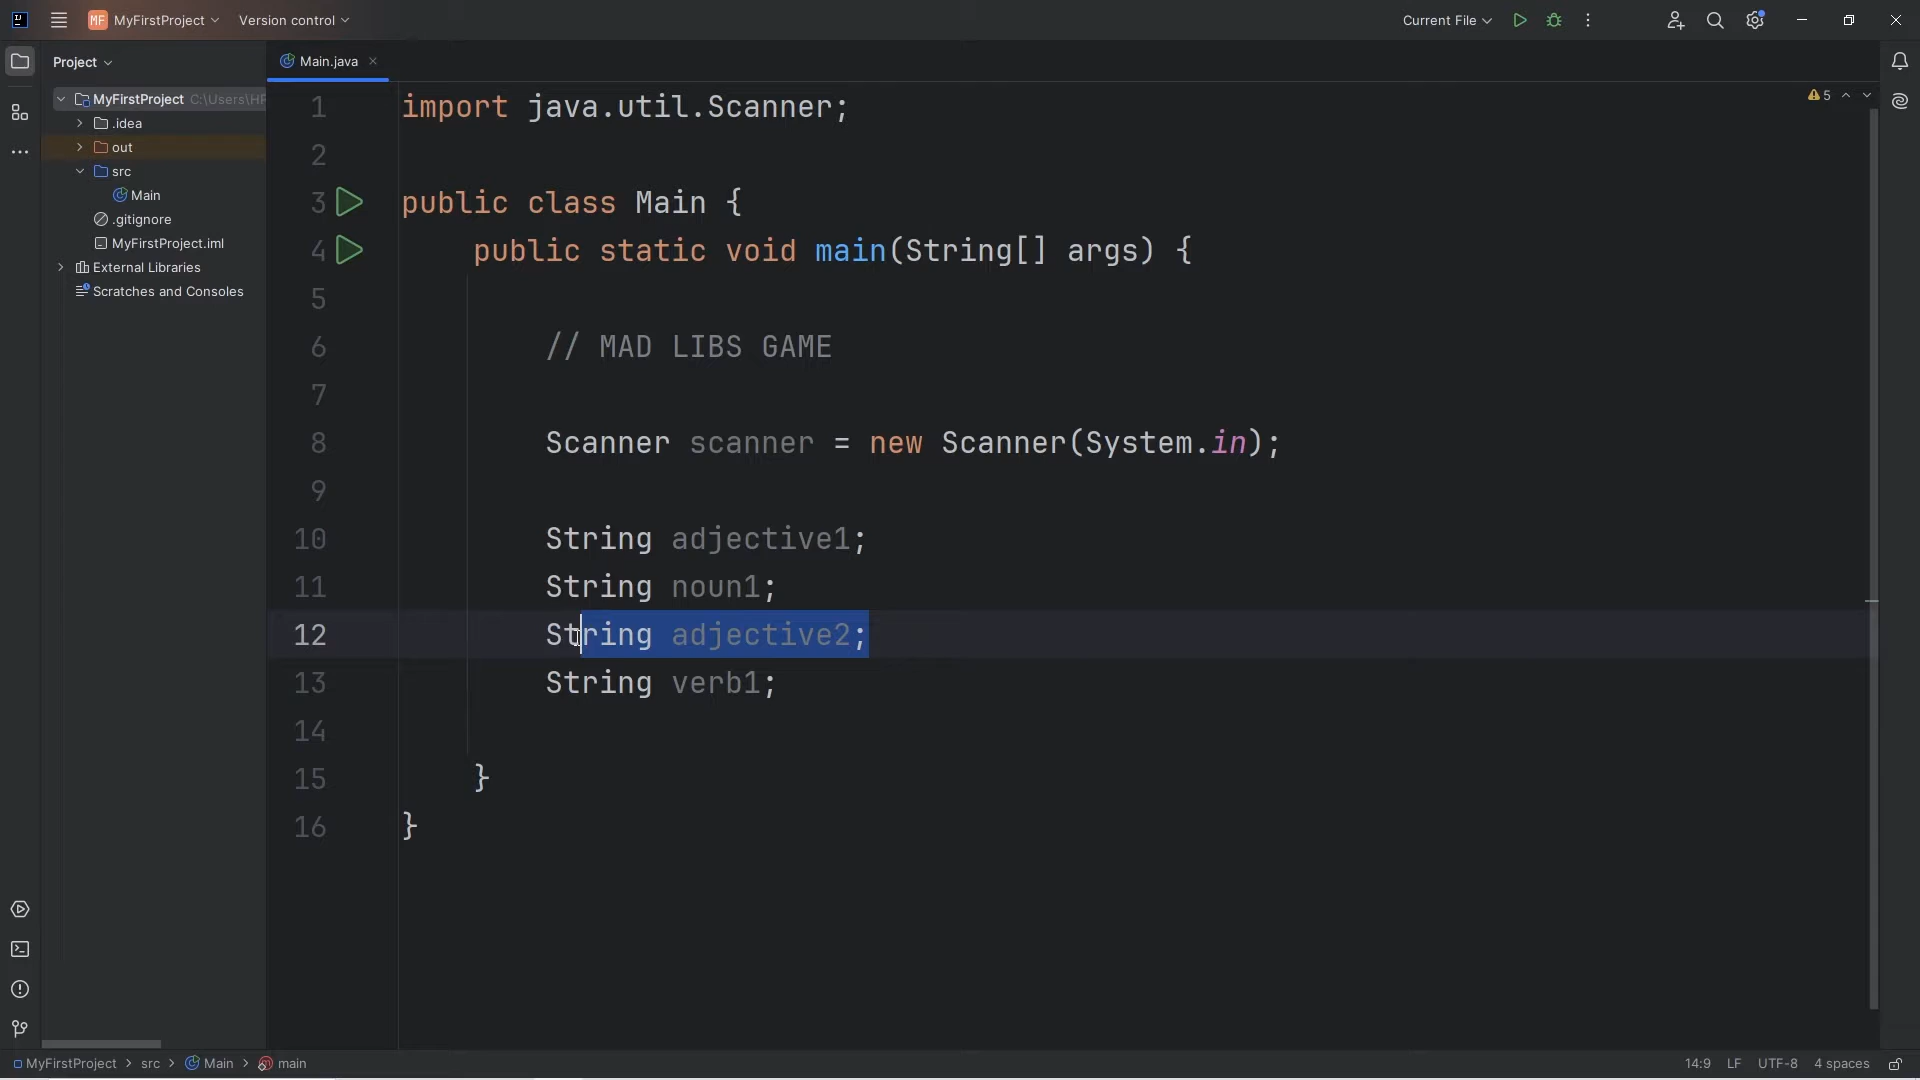 MF MyFirstProject Version control Current File
Project
Main.java
MyFirstProject C:\Users\HP
.idea
out
src
Main
.gitignore
MyFirstProject.iml
External Libraries
Scratches and Consoles
5
1 import java.util.Scanner;
2
3 public class Main {
4 public static void main(String[] args) {
5
6 // MAD LIBS GAME
7
8 Scanner scanner = new Scanner(System.in);
9
10 String adjective1;
11 String noun1;
12 String adjective2;
13 String verb1;
14
15 }
16 }
MyFirstProject > src > Main > main 14:9 LF UTF-8 4 spaces